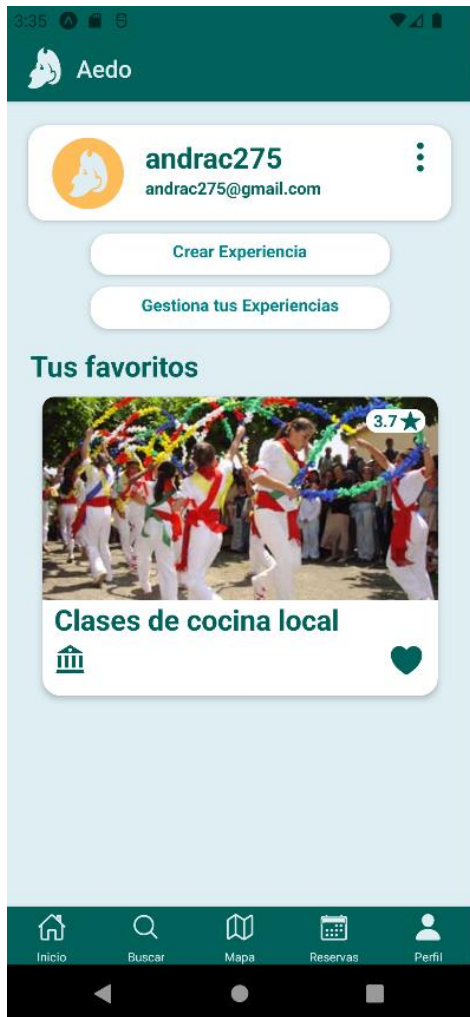 3:35
Aedo
andrac275
andrac275@gmail.com
Crear Experiencia
Gestiona tus Experiencias
Tus favoritos
3.7
Clases de cocina local
Inicio
Buscar
Mapa
Reservas
Perfil